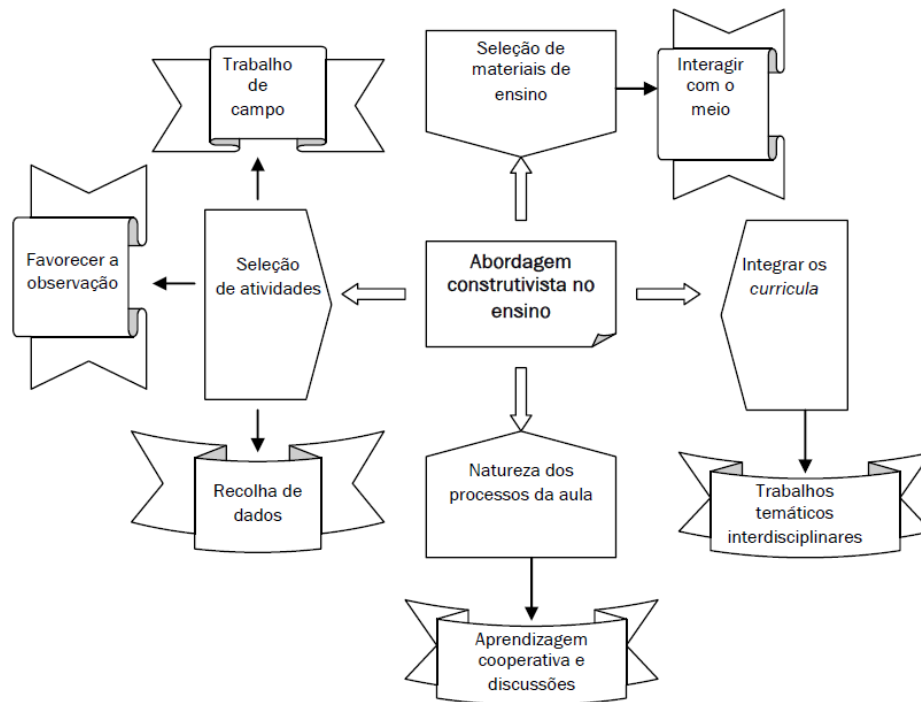 Trabalho
de
campo
Seleção de
materiais de
ensino
Interagir
com o
meio
Favorecer a
observação
Seleção
de atividades
Abordagem
construtivista no
ensino
Integrar os
curricula
Recolha de
dados
Natureza dos
processos da aula
Trabalhos
temáticos
interdisciplinares
Aprendizagem
cooperativa e
discussões